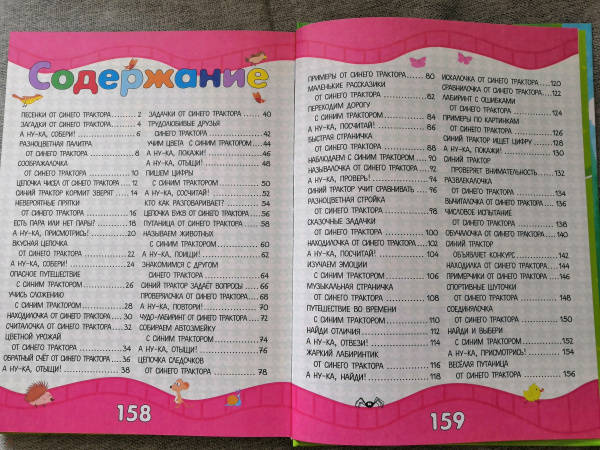 Содержание
ПЕСЕНКИ ОТ СИНЕГО ТРАКТОРА 2
ЗАГАДКИ ОТ СИНЕГО ТРАКТОРА 4
А НУ-КА, СОБЕРИ! 6
РАЗНОЦВЕТНАЯ ПАЛИТРА
ОТ СИНЕГО ТРАКТОРА 8
СООБРАЖАЛОЧКА
ОТ СИНЕГО ТРАКТОРА 10
ЦЕПОЧКА ЧИСЕЛ ОТ СИНЕГО ТРАКТОРА 12
СИНИЙ ТРАКТОР КОРМИТ ЗВЕРЯТ 14
НЕВЕРОЯТНЫЕ ПРЯТКИ
ОТ СИНЕГО ТРАКТОРА 16
ЕСТЬ ПАРА ИЛИ НЕТ ПАРЫ? 18
А НУ-КА, ПРИСМОТРИСЬ! 20
ВКУСНАЯ ЦЕПОЧКА
ОТ СИНЕГО ТРАКТОРА 22
А НУ-КА, СОБЕРИ! 24
ОПАСНОЕ ПУТЕШЕСТВИЕ
С СИНИМ ТРАКТОРОМ 26
УЧИСЬ СЛОЖЕНИЮ
С СИНИМ ТРАКТОРОМ 28
НАХОДИЛОЧКА ОТ СИНЕГО ТРАКТОРА 30
СЧИТАЛОЧКА ОТ СИНЕГО ТРАКТОРА 32
ЦВЕТНОЙ УРОЖАЙ
ОТ СИНЕГО ТРАКТОРА 34
ОБРАТНЫЙ СЧЁТ ОТ СИНЕГО ТРАКТОРА 36
А НУ-КА, ОТЫЩИ! 38
ЗАДАЧКИ ОТ СИНЕГО ТРАКТОРА 40
ТРУДОЛЮБИВЫЕ ДРУЗЬЯ
СИНЕГО ТРАКТОРА 42
УЧИМ ЦВЕТА С СИНИМ ТРАКТОРОМ 44
А НУ-КА, ПОКАЖИ! 46
А НУ-КА, ОТЫЩИ! 48
ПИШЕМ ЦИФРЫ
С СИНИМ ТРАКТОРОМ 50
А НУ-КА, СОСЧИТАЙ! 52
КТО КАК РАЗГОВАРИВАЕТ? 54
ЦЕПОЧКА БУКВ ОТ СИНЕГО ТРАКТОРА 56
ПУТАНИЦА ОТ СИНЕГО ТРАКТОРА 58
НАЗЫВАЕМ ЖИВОТНЫХ
С СИНИМ ТРАКТОРОМ 60
А НУ-КА, ПОИЩИ! 62
ЗНАКОМИМСЯ С ДРУГОМ
СИНЕГО ТРАКТОРА 64
СИНИЙ ТРАКТОР ЗАДАЁТ ВОПРОСЫ 66
ПРОВЕРЯЛОЧКА ОТ СИНЕГО ТРАКТОРА 68
А НУ-КА, ПОВТОРИ! 70
ЧУДО-ЛАБИРИНТ ОТ СИНЕГО ТРАКТОРА 72
СОБИРАЕМ АВТОЗМЕЙКУ
С СИНИМ ТРАКТОРОМ 74
А НУ-КА, ОТЫЩИ! 76
ЦЕПОЧКА СЛЕДОЧКОВ
ОТ СИНЕГО ТРАКТОРА 78
158
ПРИМЕРЫ ОТ СИНЕГО ТРАКТОРА 80
МАЛЕНЬКИЕ РАССКАЗЫ
ОТ СИНЕГО ТРАКТОРА 82
ПЕРЕХОДИМ ДОРОГУ
С СИНИМ ТРАКТОРОМ 84
А НУ-КА, ПОСЧИТАЙ! 86
БЫСТРАЯ СТРАНИЧКА
ОТ СИНЕГО ТРАКТОРА 88
НАБЛЮДАЕМ С СИНИМ ТРАКТОРОМ 90
НАЗЫВАЛОЧКА ОТ СИНЕГО ТРАКТОРА 92
А НУ-КА, ПРОВЕРЬ! 94
СИНИЙ ТРАКТОР УЧИТ СРАВНИВАТЬ 96
РАЗНОЦВЕТНАЯ СТРОЙКА
ОТ СИНЕГО ТРАКТОРА 98
СКАЗОЧНЫЕ ЗАДАЧКИ
ОТ СИНЕГО ТРАКТОРА 100
НАХОДИЛОЧКА ОТ СИНЕГО ТРАКТОРА 102
А НУ-КА, ПОСЧИТАЙ! 104
ИЗУЧАЕМ ЭМОЦИИ
С СИНИМ ТРАКТОРОМ 106
МУЗЫКАЛЬНАЯ СТРАНИЧКА
ОТ СИНЕГО ТРАКТОРА 108
ПУТЕШЕСТВИЕ ВО ВРЕМЕНИ
С СИНИМ ТРАКТОРОМ 110
НАЙДИ ОТЛИЧИЯ 112
А НУ-КА, ОТВЕТЬ! 114
ЖАРКИЙ ЛАБИРИНТИК
ОТ СИНЕГО ТРАКТОРА 116
А НУ-КА, НАЙДИ! 118
ИСКАЛОЧКА ОТ СИНЕГО ТРАКТОРА 120
СРАВНИЛОЧКА ОТ СИНЕГО ТРАКТОРА 122
ЛАБИРИНТ С ОШИБКАМИ
ОТ СИНЕГО ТРАКТОРА 124
ПРИМЕРЫ ПО КАРТИНКАМ
ОТ СИНЕГО ТРАКТОРА 126
СИНИЙ ТРАКТОР ИЩЕТ ЦИФРУ 128
А НУ-КА, ПОКАЖИ! 130
СИНИЙ ТРАКТОР
ПРОВЕРЯЕТ ВНИМАТЕЛЬНОСТЬ 132
РАЗВЛЕКАЛОЧКА
ОТ СИНЕГО ТРАКТОРА 134
ВЫЧИТАЛОЧКА ОТ СИНЕГО ТРАКТОРА 136
ЧИСЛОВОЕ ИСПЫТАНИЕ
ОТ СИНЕГО ТРАКТОРА 138
ОБУЧАЛОЧКА ОТ СИНЕГО ТРАКТОРА 140
СИНИЙ ТРАКТОР
ОБЪЯВЛЯЕТ КОНКУРС 142
НАХОДИЛКА ОТ СИНЕГО ТРАКТОРА 144
ПРИМЕРЧИКИ ОТ СИНЕГО ТРАКТОРА 146
СПОРТИВНЫЕ ШУТОЧКИ
ОТ СИНЕГО ТРАКТОРА 148
СОЕДИНЯЛОЧКА
ОТ СИНЕГО ТРАКТОРА 150
НАЙДИ И ВЫБЕРИ
С СИНИМ ТРАКТОРОМ 152
А НУ-КА, ПРИСМОТРИСЬ! 154
ВЕСЁЛАЯ ПУТАНИЦА
ОТ СИНЕГО ТРАКТОРА 156
159